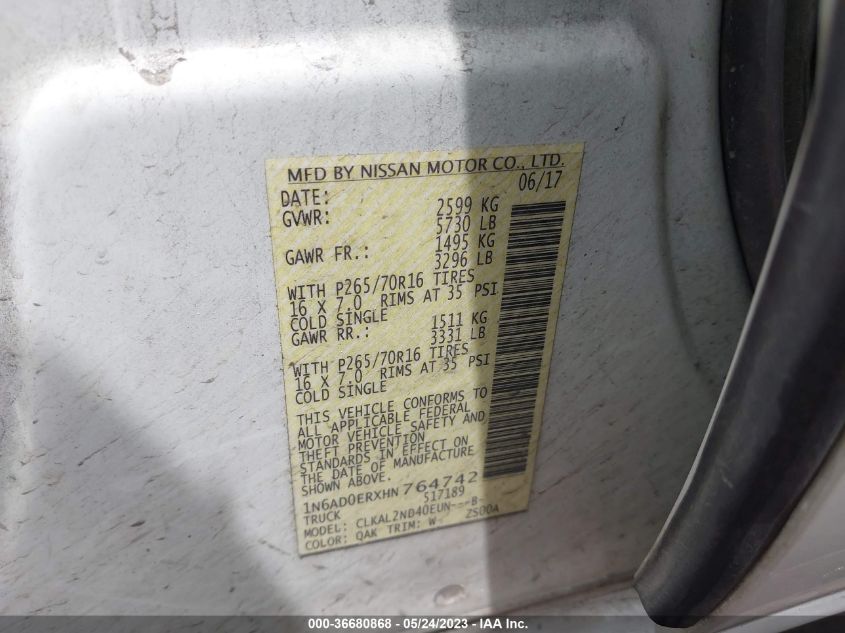 MFD BY NISSAN MOTOR CO., LTD.
DATE: 06/17
GVWR: 2599 KG
5730 LB
GAWR FR.: 1495 KG
3296 LB
WITH P265/70R16 TIRES
16 X 7.0 RIMS AT 35 PSI
COLD SINGLE
GAWR RR.: 1511 KG
3331 LB
WITH P265/70R16 TIRES
16 X 7.0 RIMS AT 35 PSI
COLD SINGLE
THIS VEHICLE CONFORMS TO
ALL APPLICABLE FEDERAL
MOTOR VEHICLE SAFETY AND
THEFT PREVENTION
STANDARDS IN EFFECT ON
THE DATE OF MANUFACTURE
SHOWN ABOVE.
1N6AD0ERXHN764742
TRUCK 517189
MODEL: CLKAL2NB40EUN---B-
COLOR: QAK TRIM: W- ZS00A
000-36680868 - 05/24/2023 - IAA Inc.